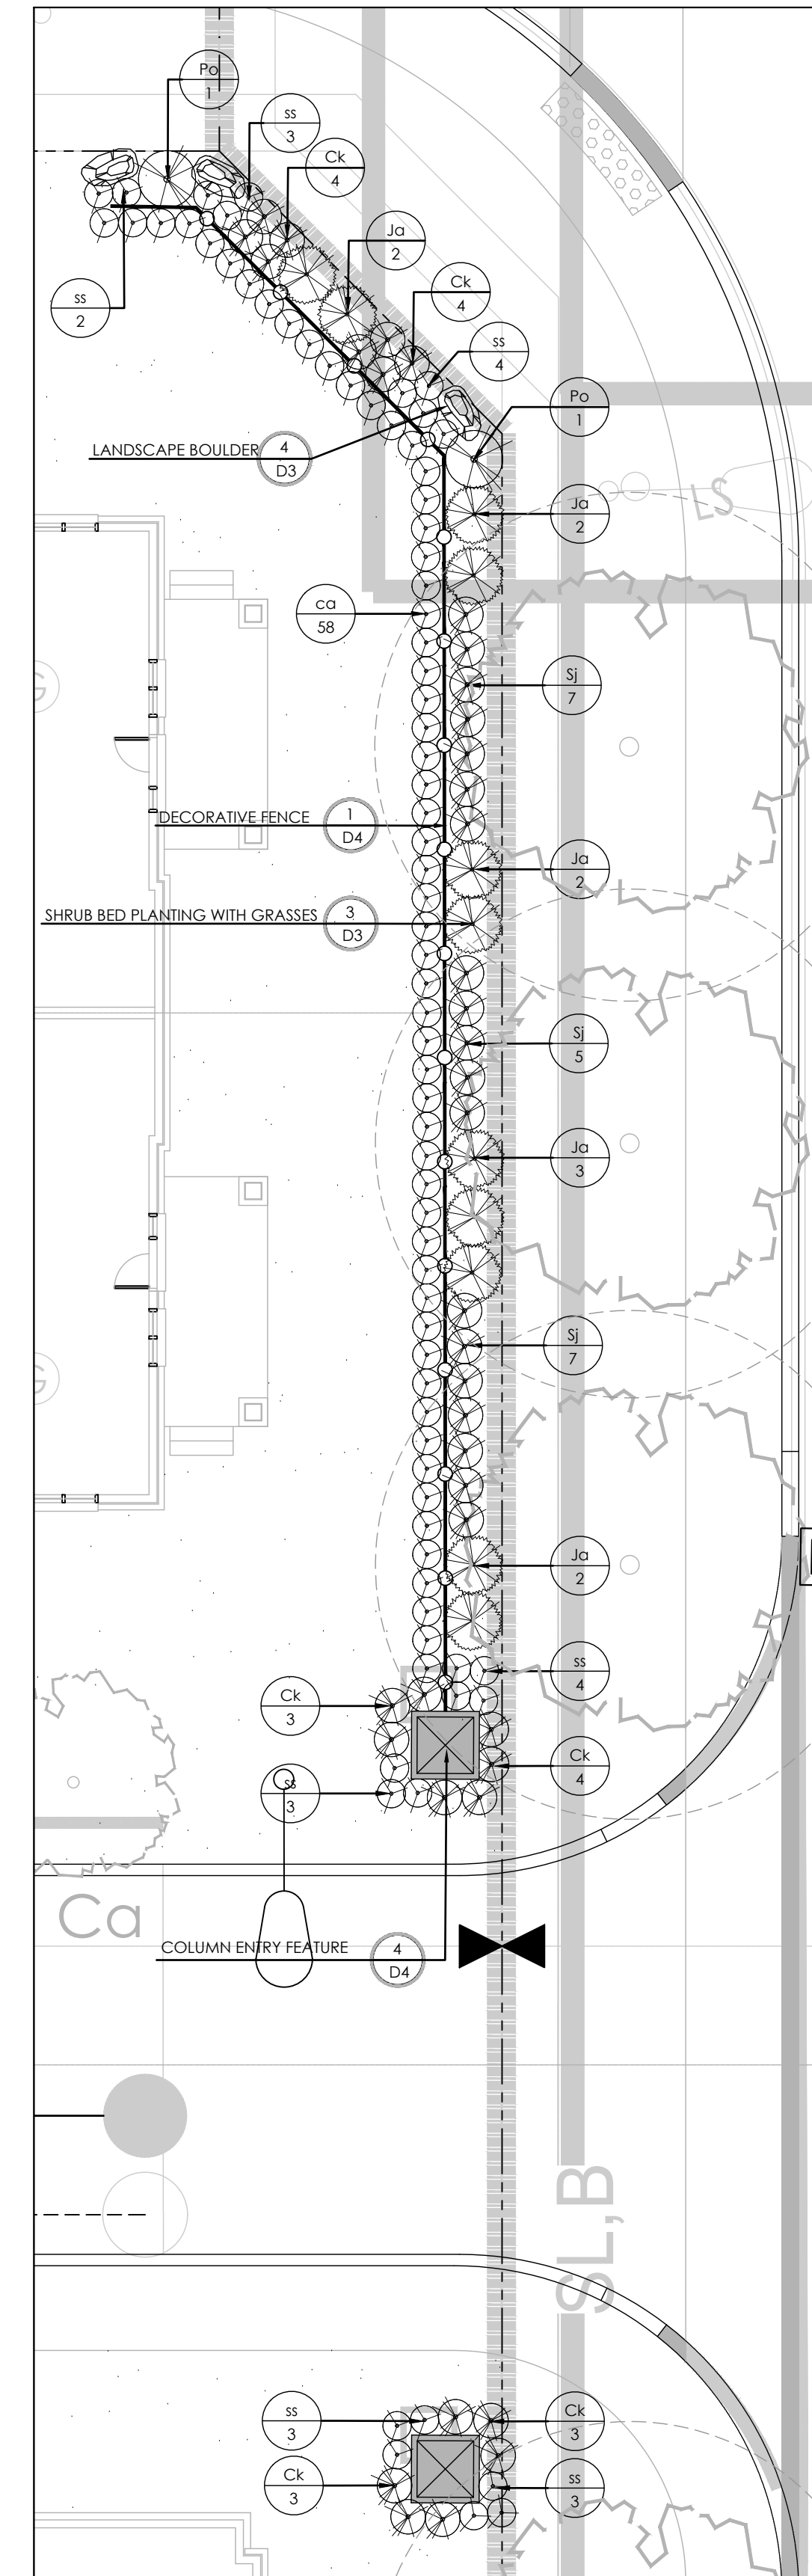 Po
1
ss
3
Ck
4
Ja
2
Ck
4
ss
2
ss
4
Po
1
LANDSCAPE BOULDER
4
D3
LS
Ja
2
ca
58
G
Sj
7
DECORATIVE FENCE
1
D4
Ja
2
SHRUB BED PLANTING WITH GRASSES
3
D3
Sj
5
Ja
3
Sj
7
G
Ja
2
ss
4
Ck
3
Ck
4
ss
3
Ca
COLUMN ENTRY FEATURE
4
D4
SL,B
ss
3
Ck
3
Ck
3
ss
3